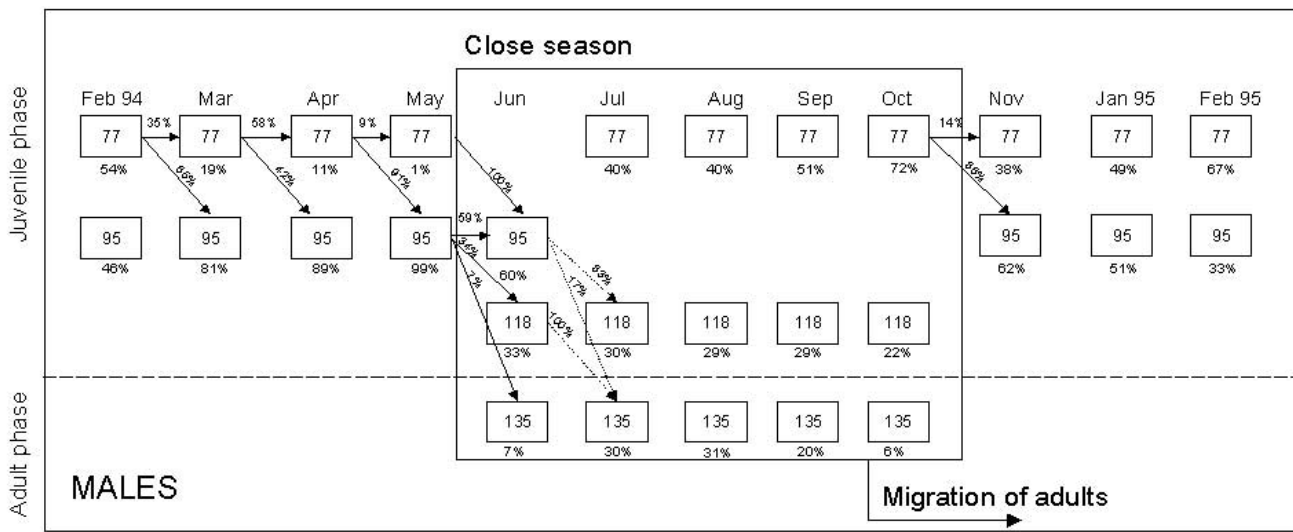 Close season
Feb 94 Mar Apr May Jun Jul Aug Sep Oct Nov Jan 95 Feb 95
Juvenile phase
77 35% 77 58% 77 9% 77 77 77 77 77 14% 77 77 77
54% 19% 11% 1% 40% 40% 51% 72% 38% 49% 67%
66% 42% 91% 100% 86%
95 95 95 95 59% 95 95 95 95
46% 81% 89% 99% 60% 62% 51% 33%
34% 7% 17% 83%
118 118 118 118 118
33% 100% 30% 29% 29% 22%
Adult phase
135 135 135 135 135
7% 30% 31% 20% 6%
MALES
Migration of adults